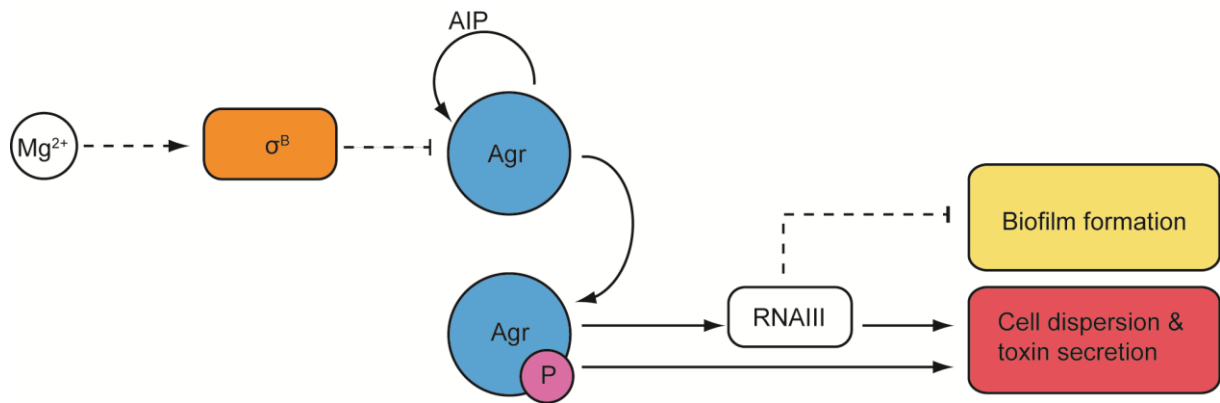 AIP
Mg²⁺
σᴮ
Agr
Biofilm formation
Agr
P
RNAIII
Cell dispersion &
toxin secretion